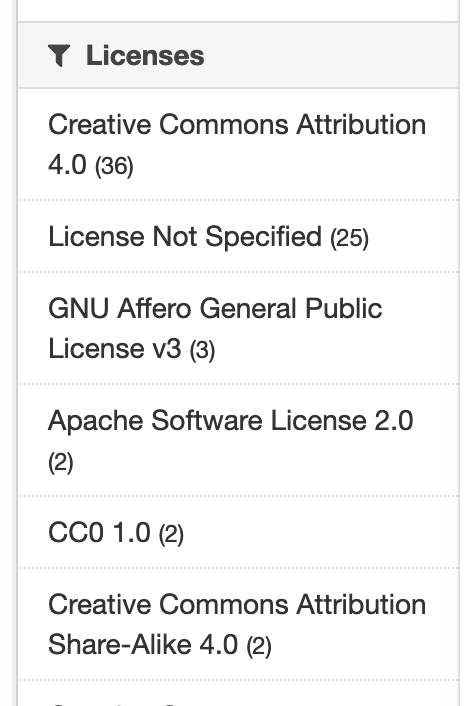 Licenses
Creative Commons Attribution
4.0 (36)
License Not Specified (25)
GNU Affero General Public
License v3 (3)
Apache Software License 2.0
(2)
CC0 1.0 (2)
Creative Commons Attribution
Share-Alike 4.0 (2)